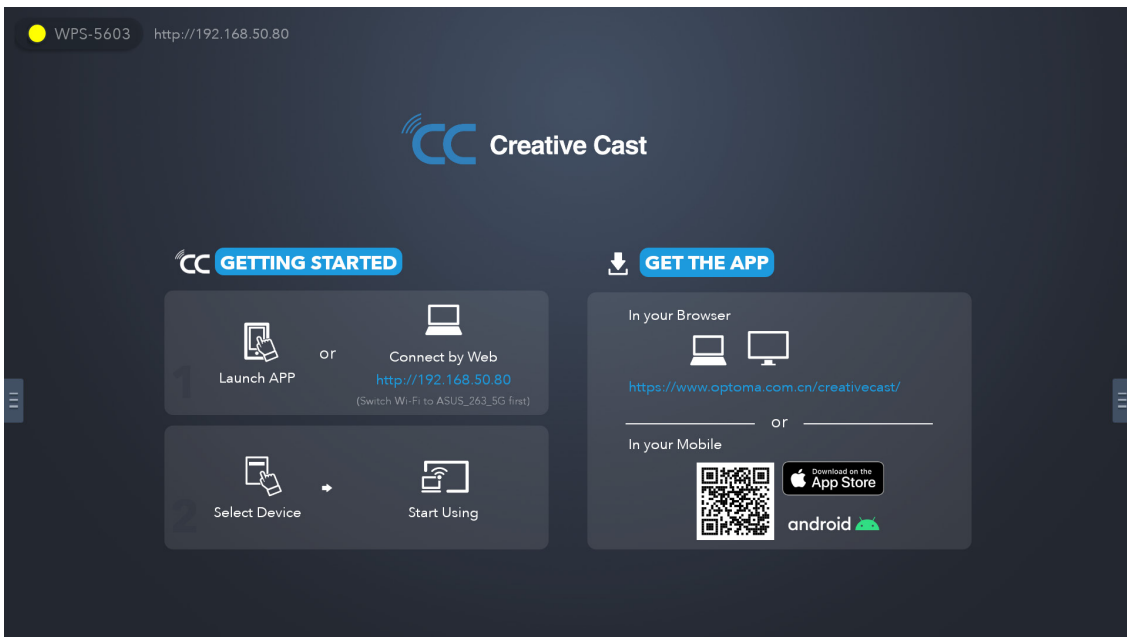 WPS-5603 http://192.168.50.80
CC Creative Cast
CC GETTING STARTED
1
Launch APP
or
Connect by Web
http://192.168.50.80
(Switch Wi-Fi to ASUS_263_5G first)
2
Select Device
Start Using
GET THE APP
In your Browser
https://www.optoma.com.cn/creativecast/
or
In your Mobile
Download on the
App Store
android